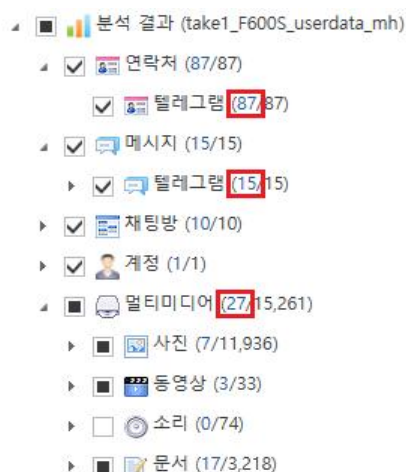 분석 결과 (take1_F600S_userdata_mh)
연락처 (87/87)
텔레그램 (87/87)
메시지 (15/15)
텔레그램 (15/15)
채팅방 (10/10)
계정 (1/1)
멀티미디어 (27/15,261)
사진 (7/11,936)
동영상 (3/33)
소리 (0/74)
문서 (17/3,218)